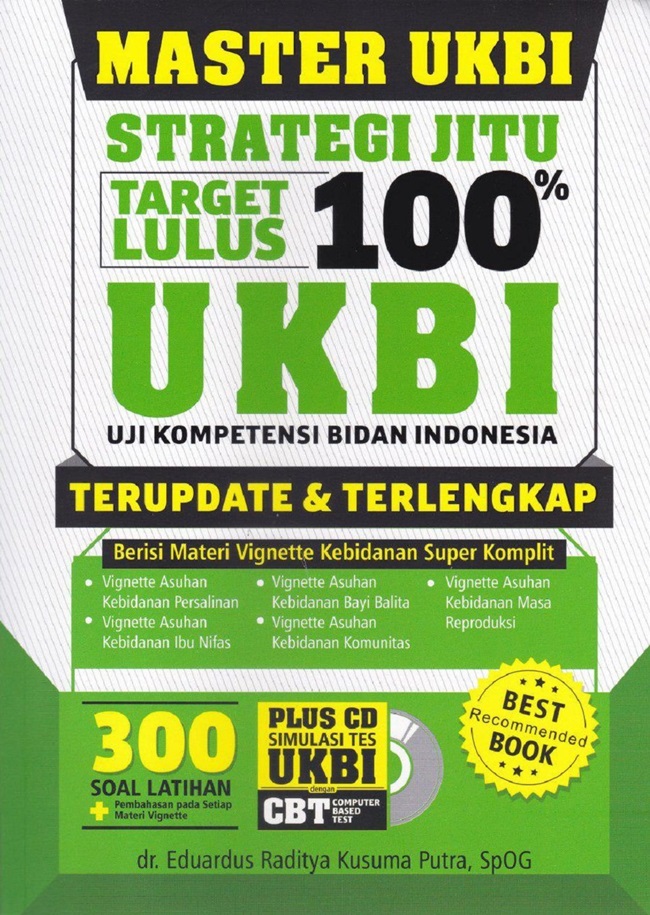 MASTER UKBI
STRATEGI JITU
TARGET
LULUS
100%
UKBI
UJI KOMPETENSI BIDAN INDONESIA
TERUPDATE & TERLENGKAP
Berisi Materi Vignette Kebidanan Super Komplit
• Vignette Asuhan
Kebidanan Persalinan
• Vignette Asuhan
Kebidanan Ibu Nifas
• Vignette Asuhan
Kebidanan Bayi Balita
• Vignette Asuhan
Kebidanan Komunitas
• Vignette Asuhan
Kebidanan Masa
Reproduksi
300
SOAL LATIHAN
+ Pembahasan pada Setiap
Materi Vignette
PLUS CD
SIMULASI TES
UKBI
dengan
CBT
COMPUTER
BASED
TEST
BEST
Recommended
BOOK
dr. Eduardus Raditya Kusuma Putra, SpOG